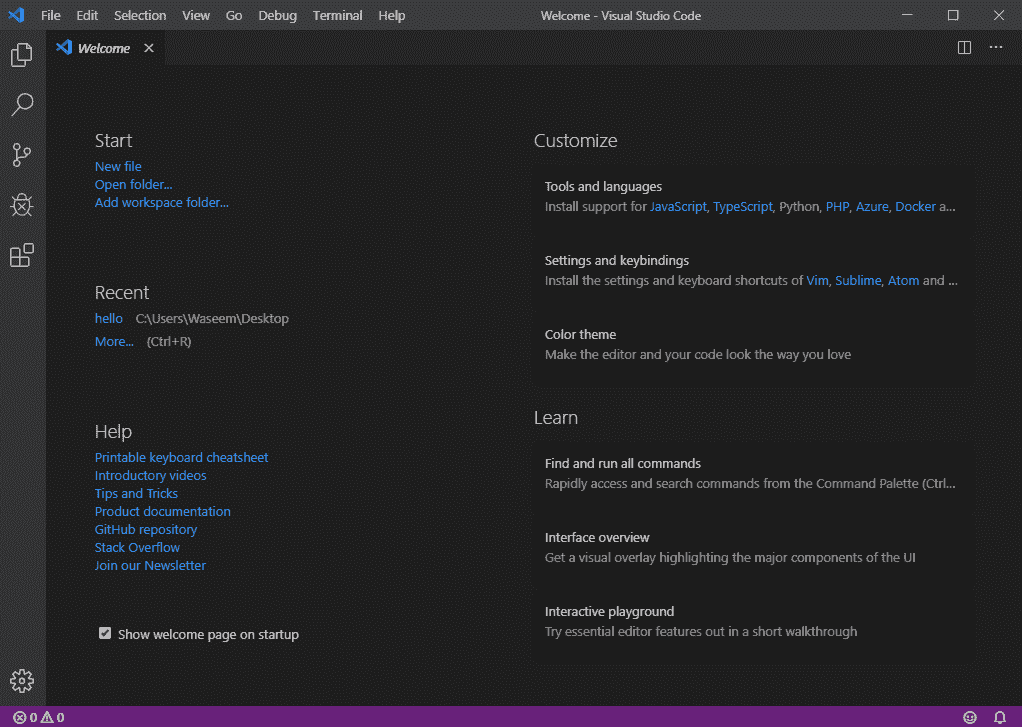 File Edit Selection View Go Debug Terminal Help Welcome - Visual Studio Code
Welcome
Start
New file
Open folder...
Add workspace folder...
Recent
hello C:\Users\Waseem\Desktop
More... (Ctrl+R)
Help
Printable keyboard cheatsheet
Introductory videos
Tips and Tricks
Product documentation
GitHub repository
Stack Overflow
Join our Newsletter
Show welcome page on startup
Customize
Tools and languages
Install support for JavaScript, TypeScript, Python, PHP, Azure, Docker a...
Settings and keybindings
Install the settings and keyboard shortcuts of Vim, Sublime, Atom and ...
Color theme
Make the editor and your code look the way you love
Learn
Find and run all commands
Rapidly access and search commands from the Command Palette (Ctrl...
Interface overview
Get a visual overlay highlighting the major components of the UI
Interactive playground
Try essential editor features out in a short walkthrough
0 0